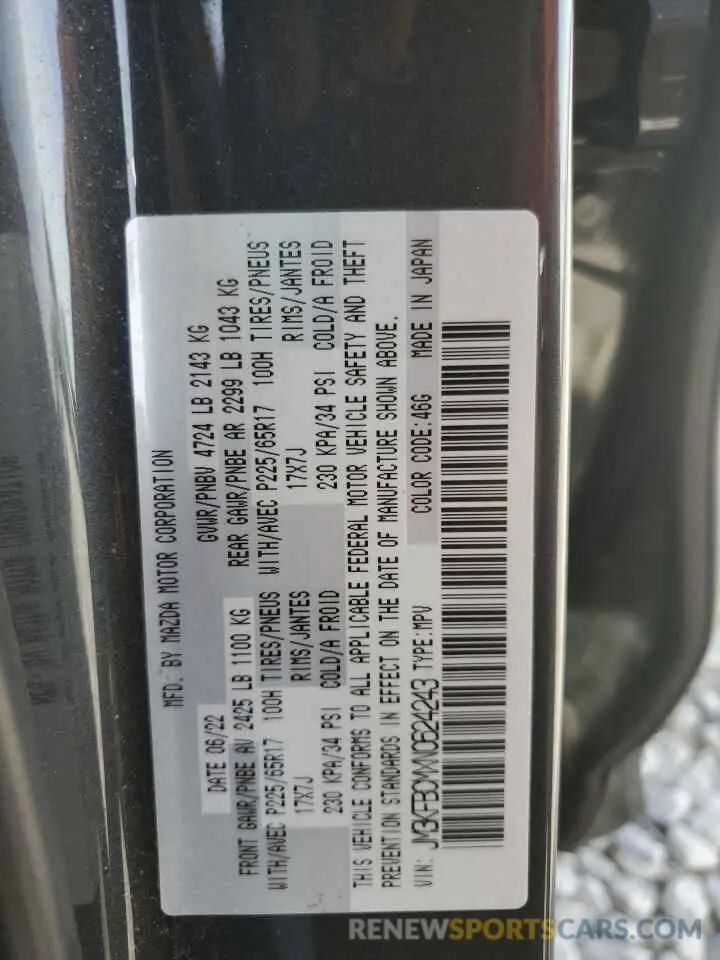 MFD. BY MAZDA MOTOR CORPORATION
DATE 06/22 GVWR/PNBV 4724 LB 2143 KG
FRONT GAWR/PNBE AV 2425 LB 1100 KG REAR GAWR/PNBE AR 2299 LB 1043 KG
WITH/AVEC P225/65R17 100H TIRES/PNEUS WITH/AVEC P225/65R17 100H TIRES/PNEUS
17X7J RIMS/JANTES 17X7J RIMS/JANTES
230 KPA/34 PSI COLD/A FROID 230 KPA/34 PSI COLD/A FROID
THIS VEHICLE CONFORMS TO ALL APPLICABLE FEDERAL MOTOR VEHICLE SAFETY AND THEFT
PREVENTION STANDARDS IN EFFECT ON THE DATE OF MANUFACTURE SHOWN ABOVE.
VIN: TYPE:MPV COLOR CODE:46G MADE IN JAPAN
RENEWSPORTSCARS.COM